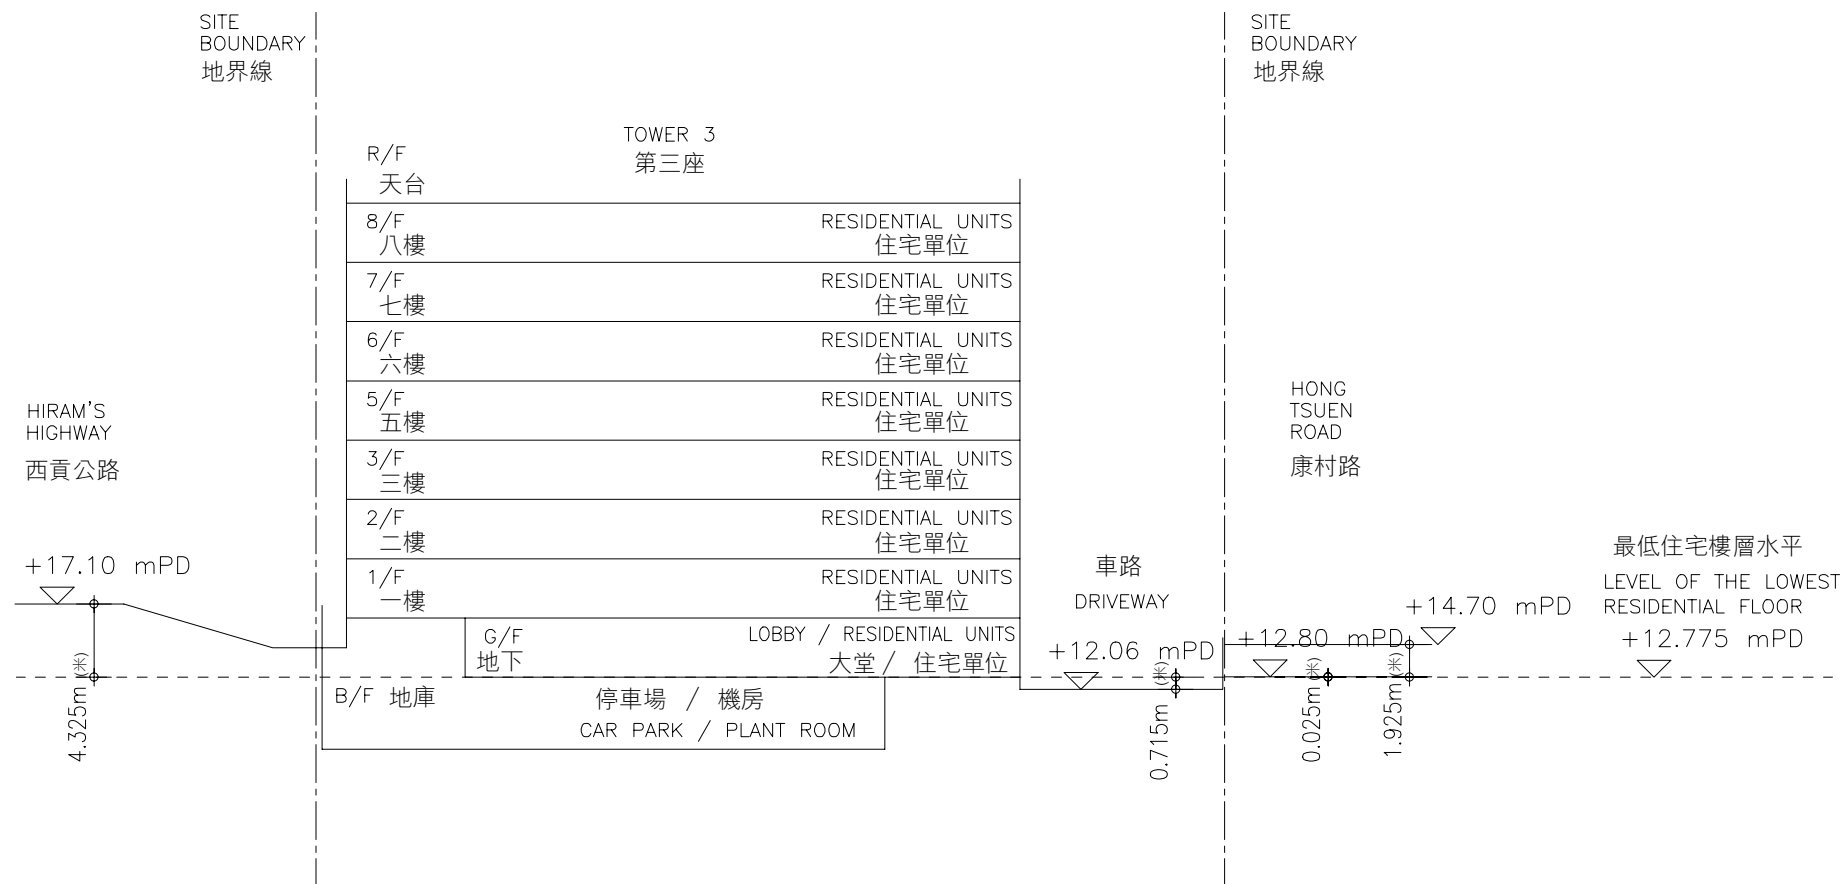 SITE
BOUNDARY
地界線
SITE
BOUNDARY
地界線
TOWER 3
第三座
R/F
天台
8/F
八樓
RESIDENTIAL UNITS
住宅單位
7/F
七樓
RESIDENTIAL UNITS
住宅單位
6/F
六樓
RESIDENTIAL UNITS
住宅單位
5/F
五樓
RESIDENTIAL UNITS
住宅單位
3/F
三樓
RESIDENTIAL UNITS
住宅單位
2/F
二樓
RESIDENTIAL UNITS
住宅單位
1/F
一樓
RESIDENTIAL UNITS
住宅單位
G/F
地下
LOBBY / RESIDENTIAL UNITS
大堂 / 住宅單位
B/F 地庫
停車場 / 機房
CAR PARK / PLANT ROOM
HIRAM'S
HIGHWAY
西貢公路
+17.10 mPD
4.325m (米)
車路
DRIVEWAY
+12.06 mPD
0.715m (米)
HONG
TSUEN
ROAD
康村路
+12.80 mPD
0.025m (米)
+14.70 mPD
1.925m (米)
最低住宅樓層水平
LEVEL OF THE LOWEST
RESIDENTIAL FLOOR
+12.775 mPD